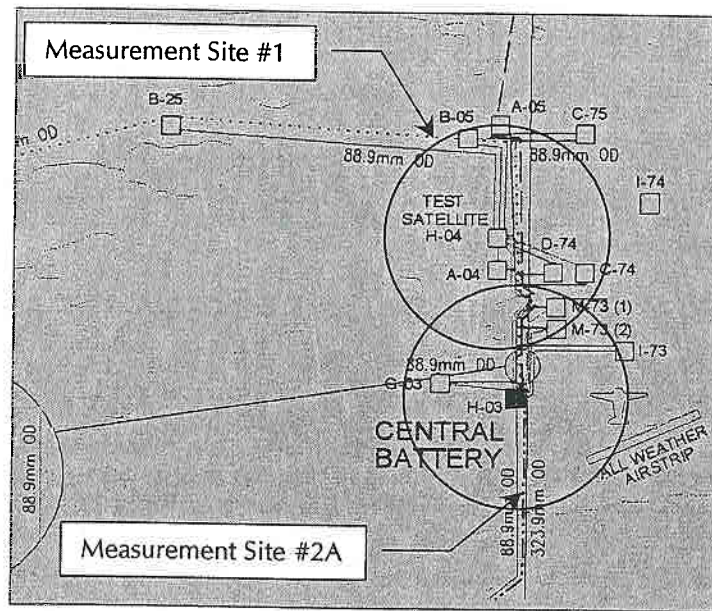 Measurement Site #1
B-25
B-05
A-05
C-75
88.9mm OD
88.9mm OD
I-74
TEST
SATELLITE
H-04
D-74
A-04
C-74
M-73 (1)
M-73 (2)
I-73
88.9mm OD
G-03
H-03
CENTRAL
BATTERY
ALL WEATHER
AIRSTRIP
88.9mm OD
88.9mm OD
323.9mm OD
Measurement Site #2A